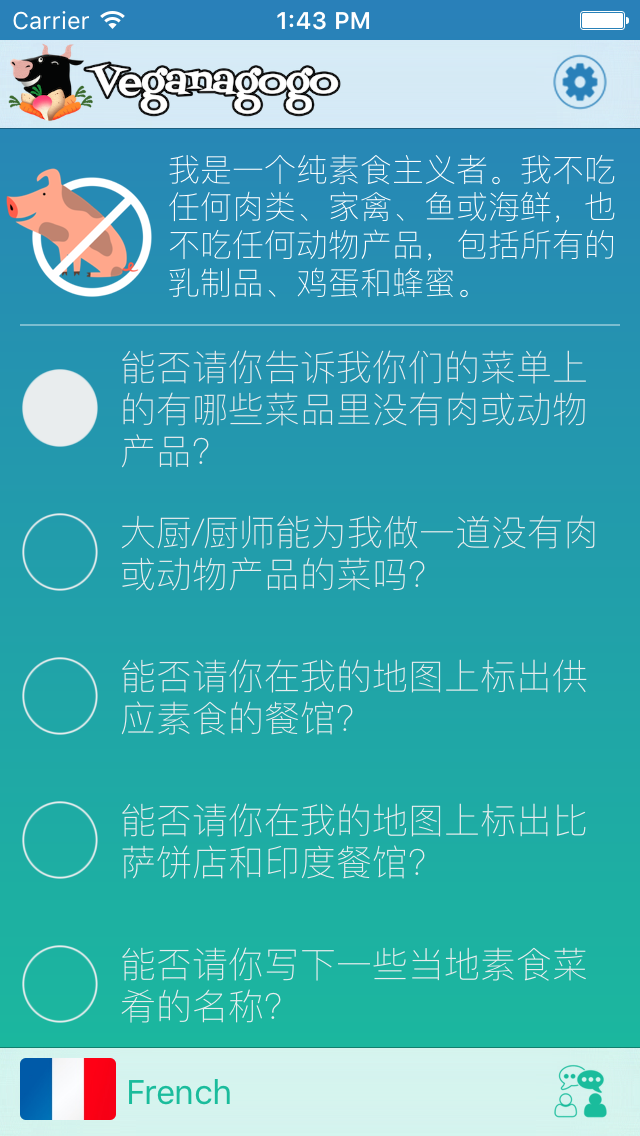 Carrier 1:43 PM
Veganagogo
我是一个纯素食主义者。我不吃
任何肉类、家禽、鱼或海鲜，也
不吃任何动物产品，包括所有的
乳制品、鸡蛋和蜂蜜。
能否请你告诉我你们的菜单上
的有哪些菜品里没有肉或动物
产品？
大厨/厨师能为我做一道没有肉
或动物产品的菜吗？
能否请你在我的地图上标出供
应素食的餐馆？
能否请你在我的地图上标出比
萨饼店和印度餐馆？
能否请你写下一些当地素食菜
肴的名称？
French